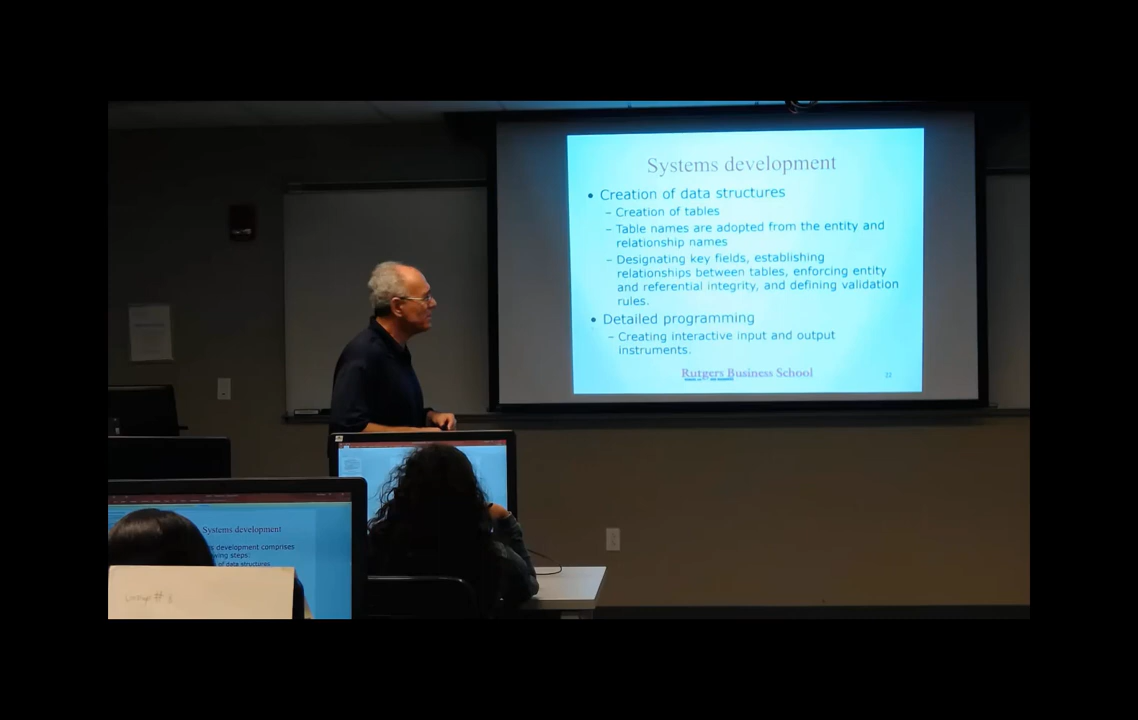 Systems development
• Creation of data structures
– Creation of tables
– Table names are adopted from the entity and
relationship names
– Designating key fields, establishing
relationships between tables, enforcing entity
and referential integrity, and defining validation
rules.
• Detailed programming
– Creating interactive input and output
instruments.
Rutgers Business School
22
Systems development
development comprises
steps:
of data structures